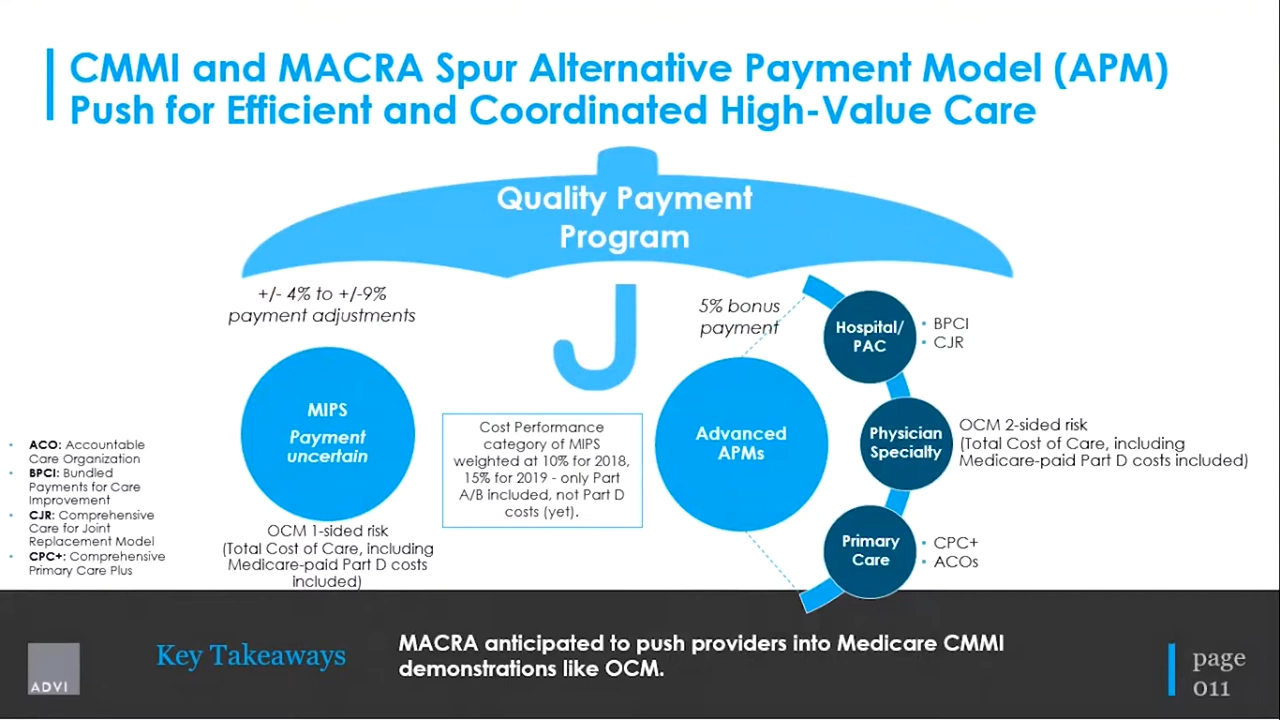 CMMI and MACRA Spur Alternative Payment Model (APM)
Push for Efficient and Coordinated High-Value Care
Quality Payment
Program
+/- 4% to +/-9%
payment adjustments
MIPS
Payment
uncertain
OCM 1-sided risk
(Total Cost of Care, including
Medicare-paid Part D costs
included)
Cost Performance
category of MIPS
weighted at 10% for 2018,
15% for 2019 - only Part
A/B included, not Part D
costs (yet).
5% bonus
payment
Advanced
APMs
Hospital/
PAC
• BPCI
• CJR
Physician
Specialty
OCM 2-sided risk
(Total Cost of Care, including
Medicare-paid Part D costs included)
Primary
Care
• CPC+
• ACOs
• ACO: Accountable
Care Organization
• BPCI: Bundled
Payments for Care
Improvement
• CJR: Comprehensive
Care for Joint
Replacement Model
• CPC+: Comprehensive
Primary Care Plus
ADVI
Key Takeaways
MACRA anticipated to push providers into Medicare CMMI
demonstrations like OCM.
page
011